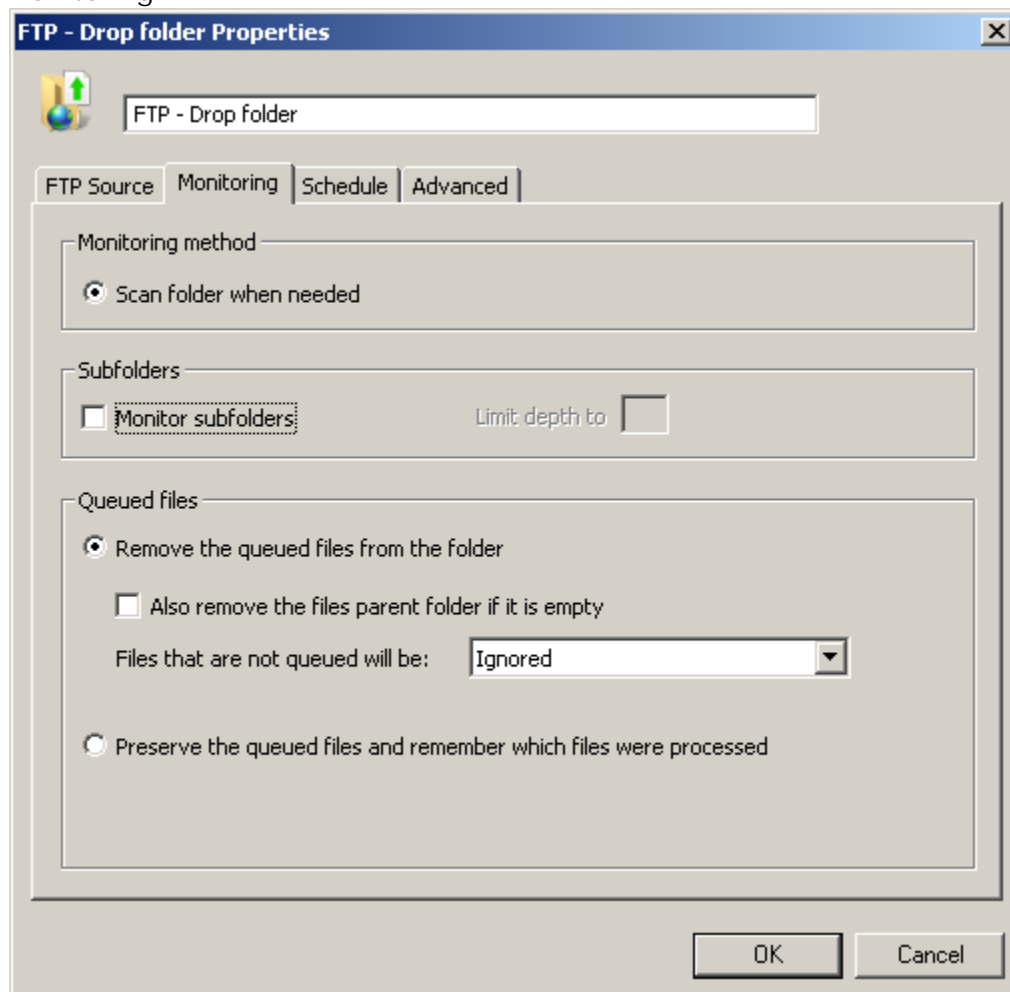 FTP - Drop folder Properties
FTP - Drop folder
FTP Source Monitoring Schedule Advanced
Monitoring method
Scan folder when needed
Subfolders
Monitor subfolders Limit depth to
Queued files
Remove the queued files from the folder
Also remove the files parent folder if it is empty
Files that are not queued will be: Ignored
Preserve the queued files and remember which files were processed
OK Cancel